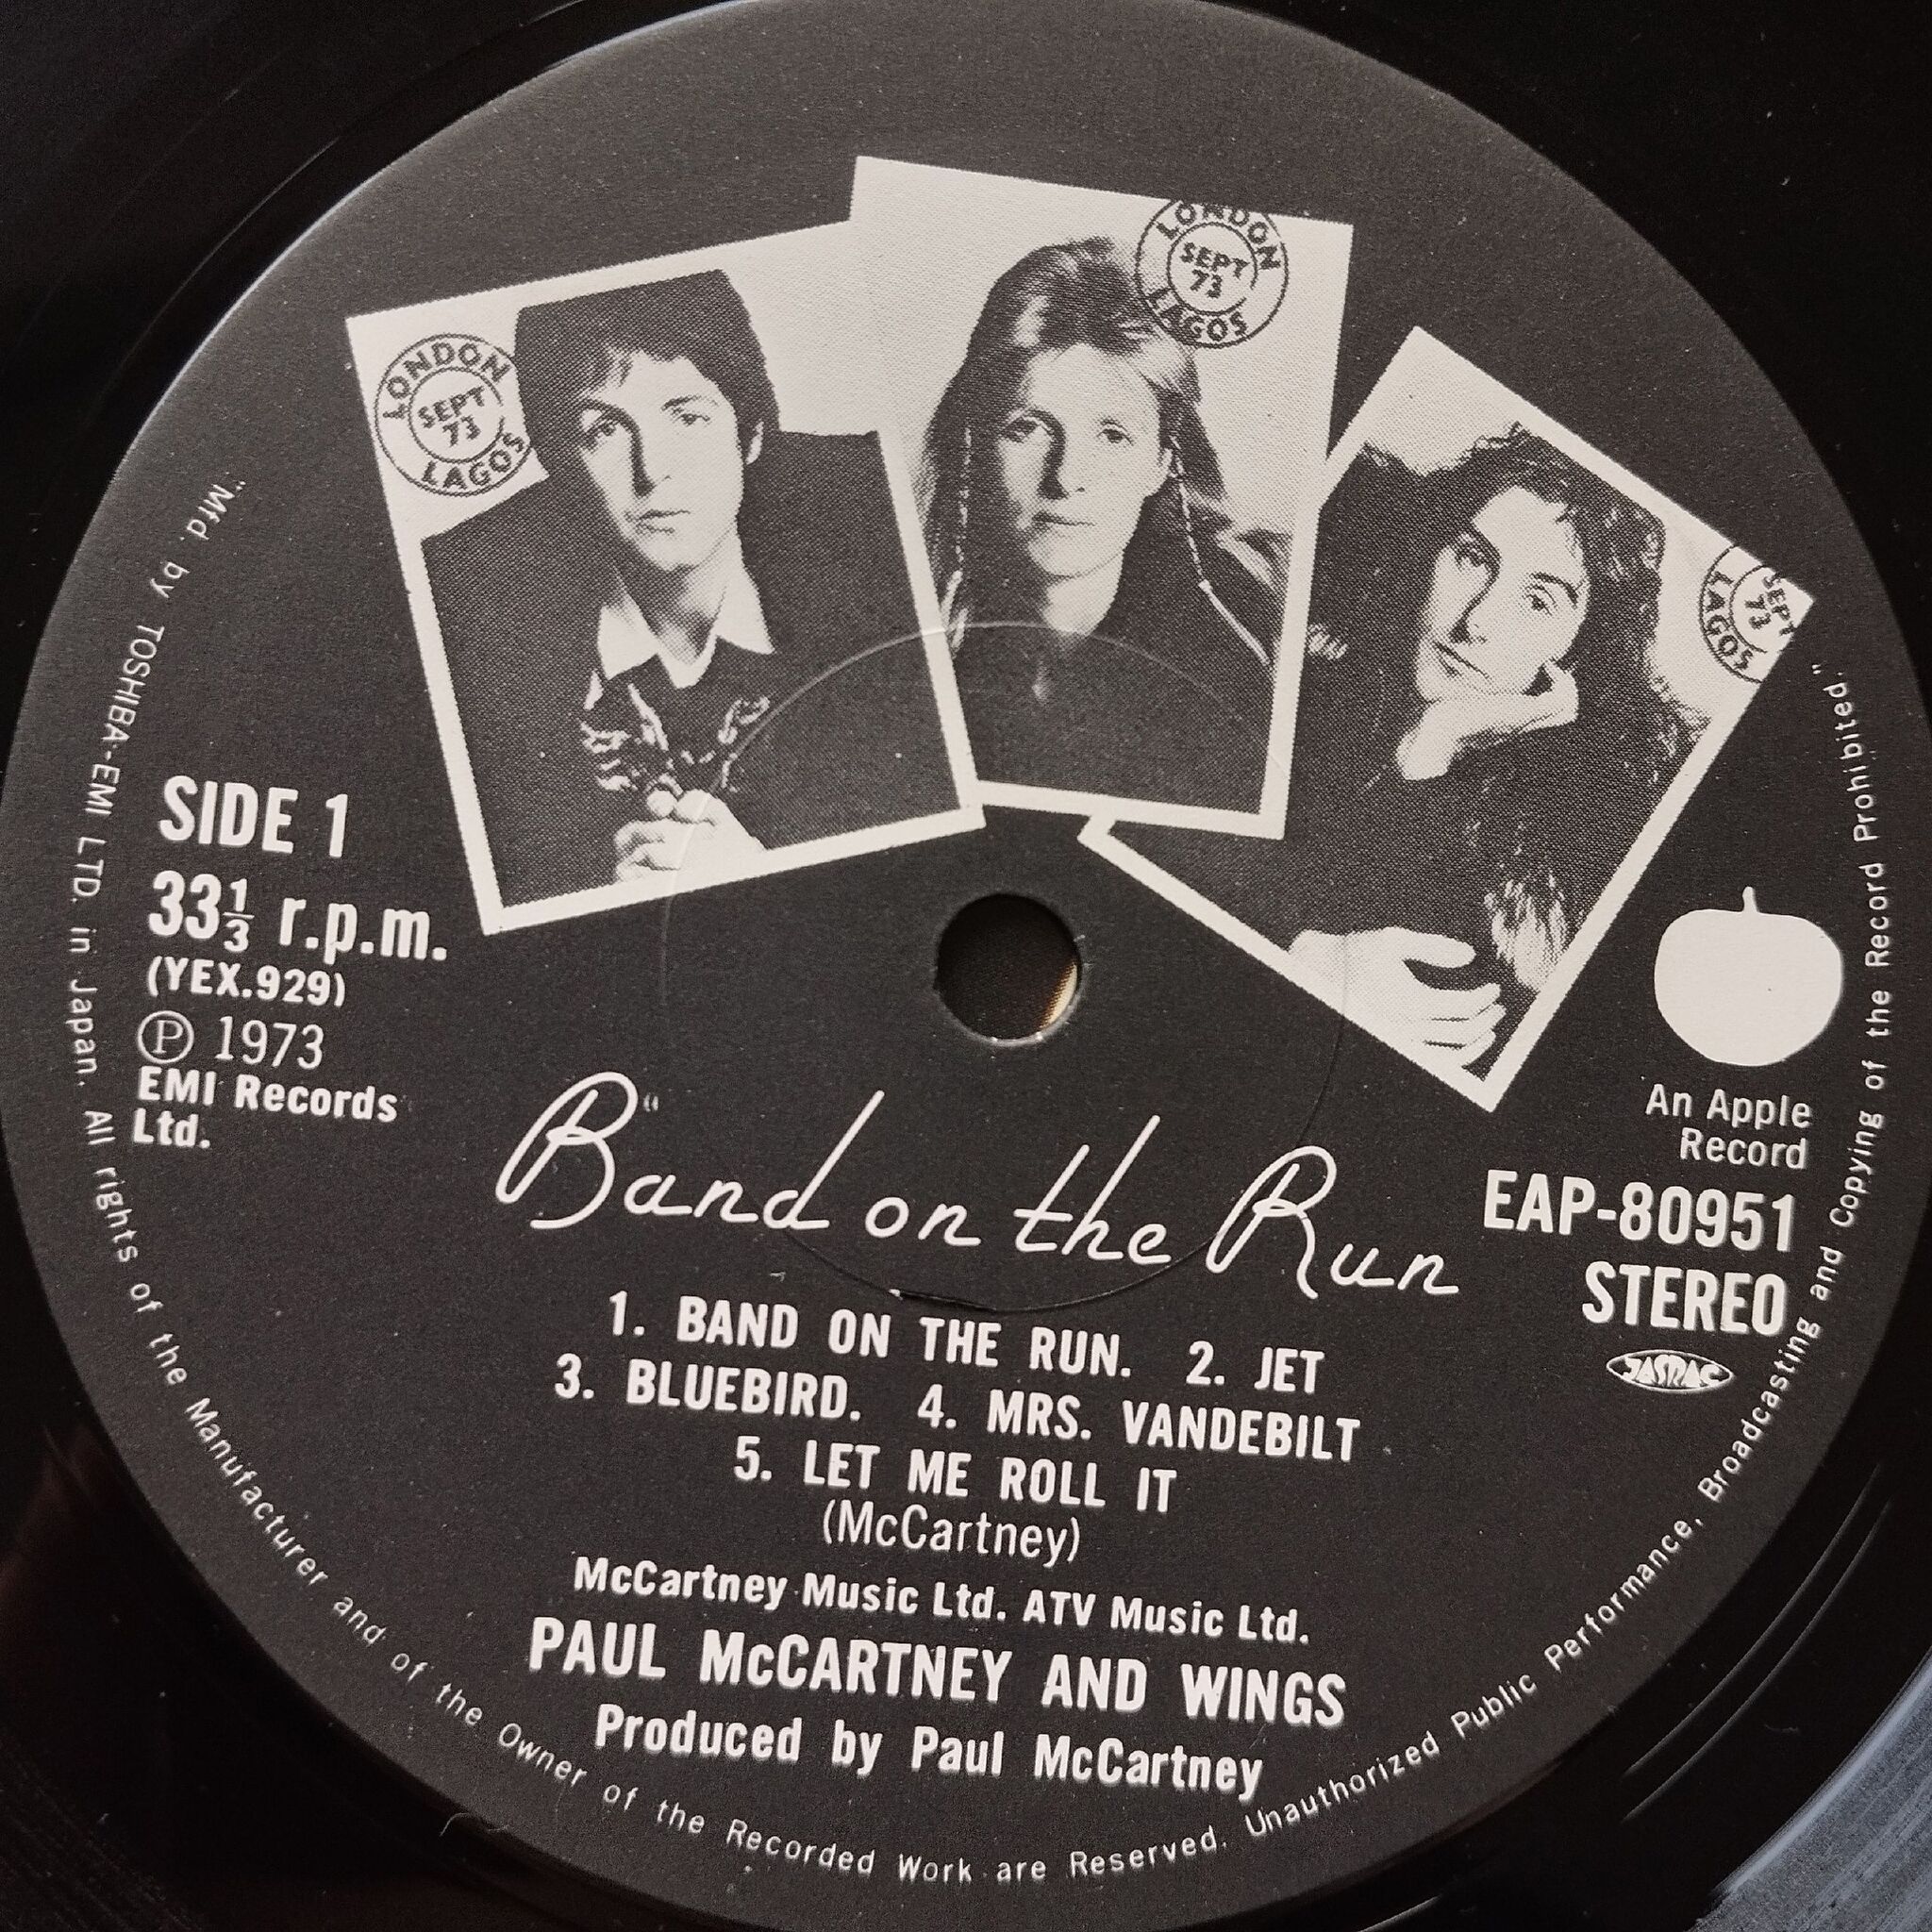 LONDON
SEPT
73
LAGOS
LONDON
SEPT
73
LAGOS
SEPT
73
LAGOS
SIDE 1
33⅓ r.p.m.
(YEX.929)
Ⓟ 1973
EMI Records
Ltd.
An Apple
Record
EAP-80951
STEREO
JASRAC
Band on the Run
1. BAND ON THE RUN. 2. JET
3. BLUEBIRD. 4. MRS. VANDEBILT
5. LET ME ROLL IT
(McCartney)
McCartney Music Ltd. ATV Music Ltd.
PAUL McCARTNEY AND WINGS
Produced by Paul McCartney
"Mfd. by TOSHIBA-EMI LTD. in Japan. All rights of the Manufacturer and of the Owner of the Recorded Work are Reserved. Unauthorized Public Performance, Broadcasting and Copying of the Record Prohibited."